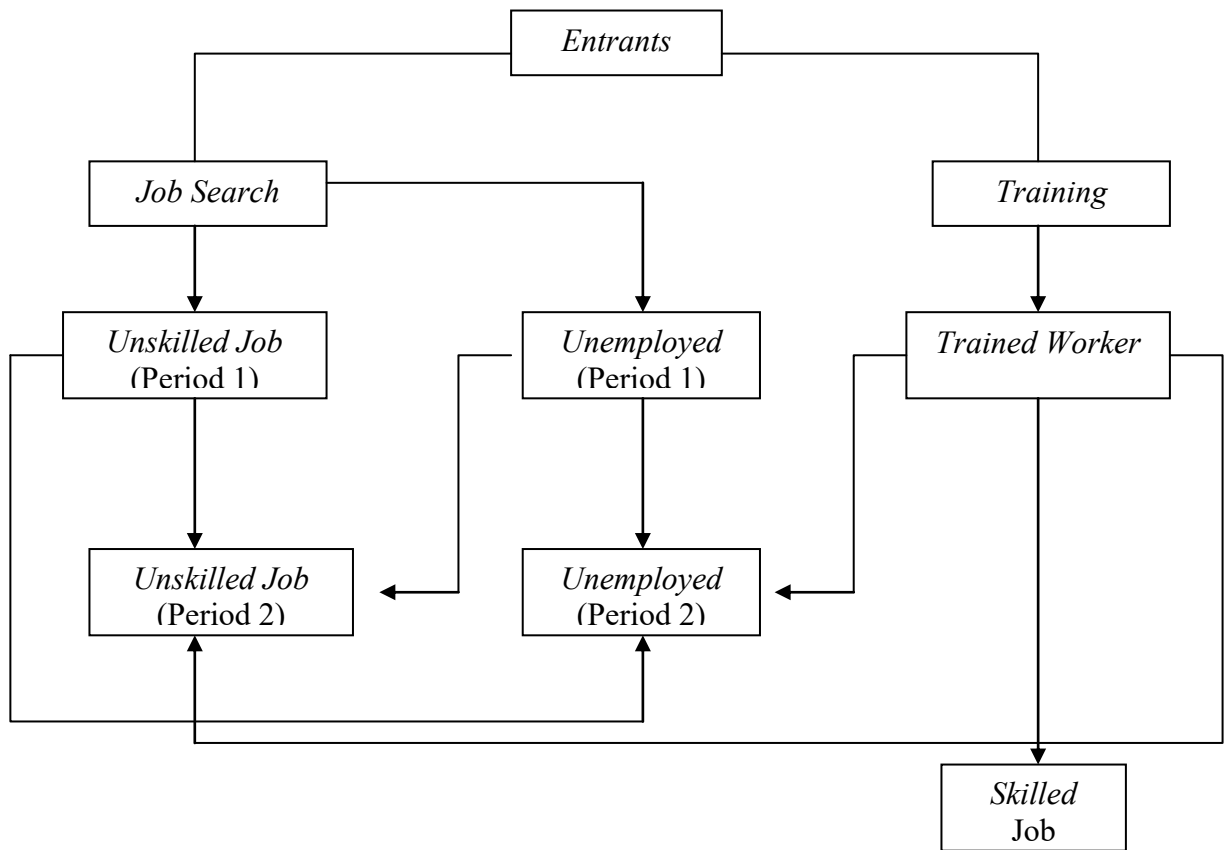 Entrants
Job Search
Training
Unskilled Job
(Period 1)
Unemployed
(Period 1)
Trained Worker
Unskilled Job
(Period 2)
Unemployed
(Period 2)
Skilled
Job